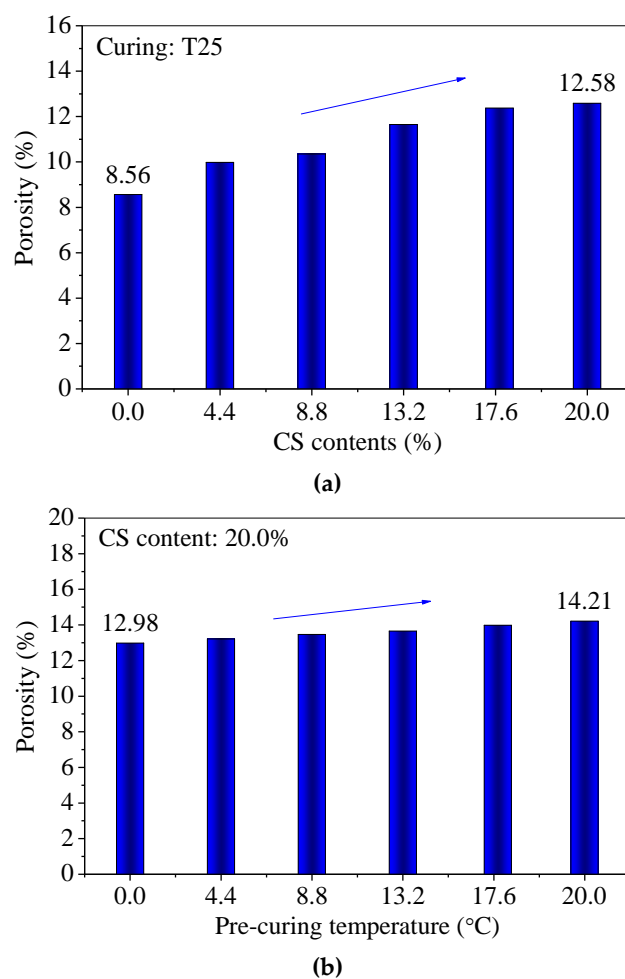 16
Curing: T25
14
12.58
12
10
8.56
8
6
4
2
0
Porosity (%)
0.0 4.4 8.8 13.2 17.6 20.0
CS contents (%)
(a)
20
CS content: 20.0%
18
16
14.21
14
12.98
12
10
8
6
4
2
0
Porosity (%)
0.0 4.4 8.8 13.2 17.6 20.0
Pre-curing temperature (°C)
(b)